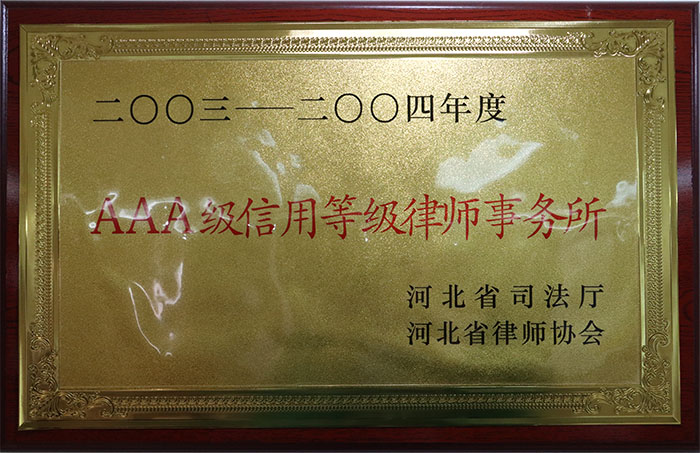 二〇〇三——二〇〇四年度
AAA级信用等级律师事务所
河北省司法厅
河北省律师协会